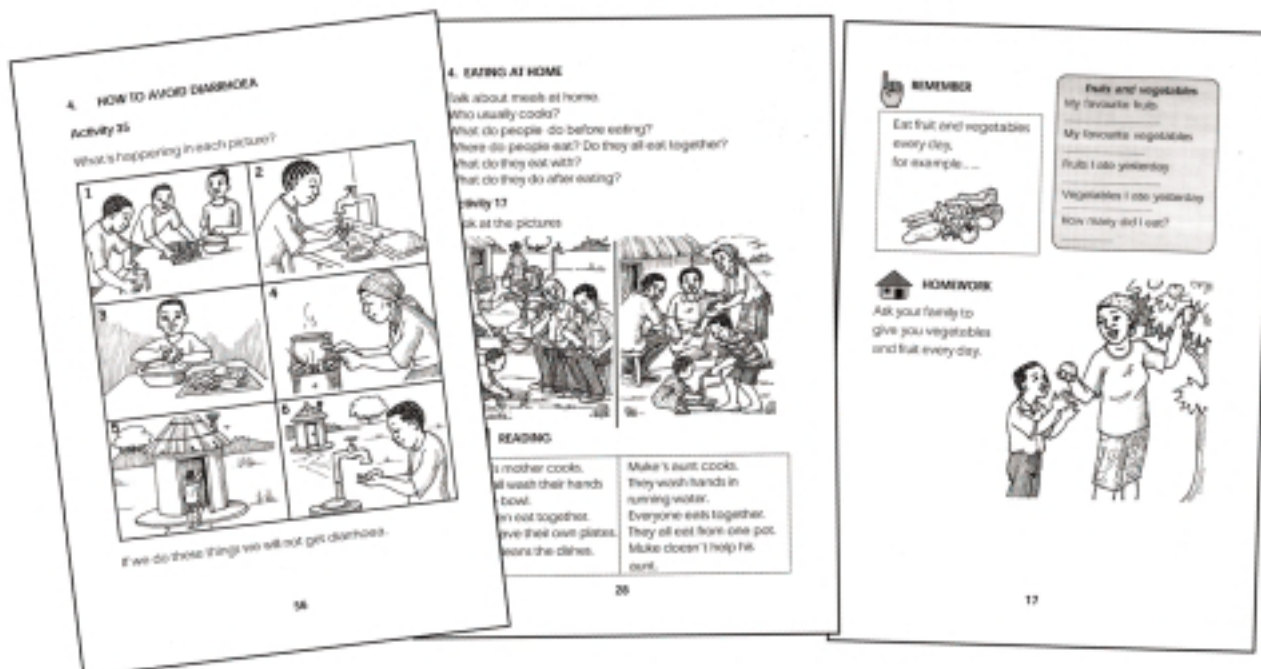 4. HOW TO AVOID DIARRHOEA
Activity 35
What's happening in each picture?
1
2
3
4
5
6
If we do these things we will not get diarrhoea.
56
4. EATING AT HOME
Talk about meals at home.
Who usually cooks?
What do people do before eating?
Where do people eat? Do they all eat together?
What do they eat with?
What do they do after eating?
Activity 17
at the pictures
READING
mother cooks.
all wash their hands
bowl.
eat together.
have their own plates.
the dishes.
Muke's aunt cooks.
They wash hands in
running water.
Everyone eats together.
They all eat from one pot.
Muke doesn't help his
aunt.
28
REMEMBER
Eat fruit and vegetables
every day,
for example....
Fruits and vegetables
My favourite fruits
My favourite vegetables
Fruits I ate yesterday
Vegetables I ate yesterday
How many did I eat?
HOMEWORK
Ask your family to
give you vegetables
and fruit every day.
17